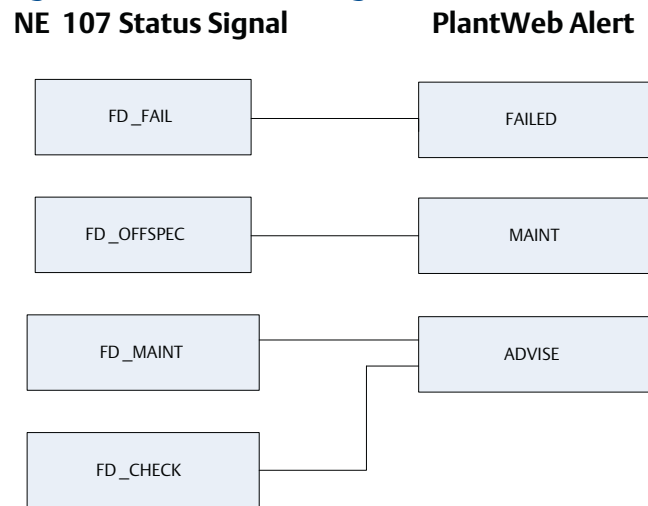 NE 107 Status Signal PlantWeb Alert
FD_FAIL FAILED
FD_OFFSPEC MAINT
FD_MAINT ADVISE
FD_CHECK